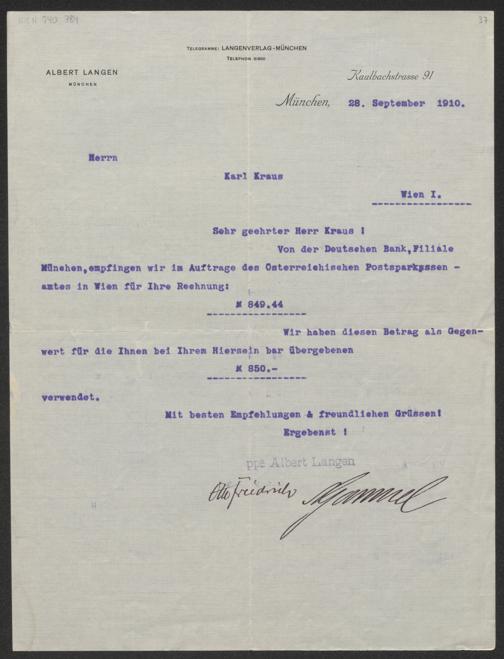 37
TELEGRAMME: LANGENVERLAG-MÜNCHEN
TELEPHON
ALBERT LANGEN
MÜNCHEN
Kaulbachstrasse 91
München, 28. September 1910.
Herrn
Karl Kraus
Wien I.
Sehr geehrter Herr Kraus !
Von der Deutschen Bank,Filiale
München,empfingen wir im Auftrage des Österreichischen Postsparkassen -
amtes in Wien für Ihre Rechnung:
M 849.44
Wir haben diesen Betrag als Gegen-
wert für die Ihnen bei Ihrem Hiersein bar übergebenen
M 850.-
verwendet.
Mit besten Empfehlungen & freundlichen Grüssen!
Ergebenst !
ppa Albert Langen
Otto Friedrich